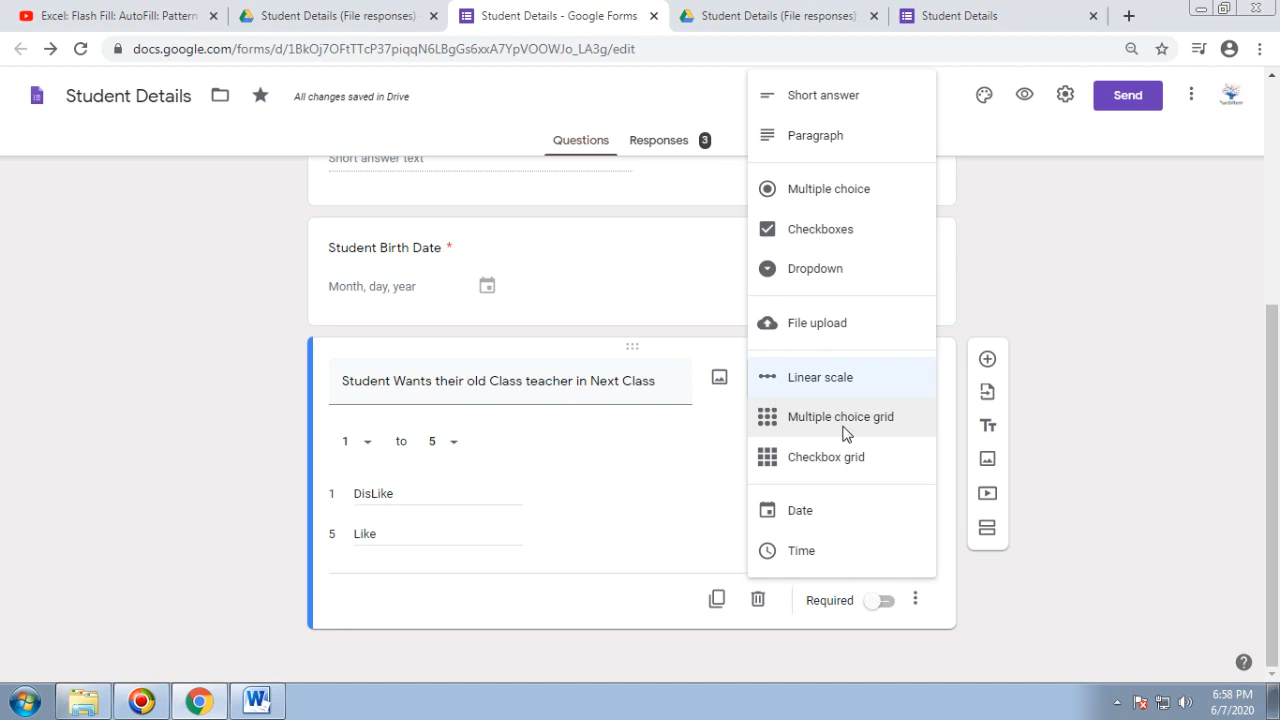 Excel: Flash Fill: AutoFill: Pattern
Student Details (File responses)
Student Details - Google Forms
Student Details (File responses)
Student Details
docs.google.com/forms/d/1BkOj7OFtTTcP37piqqN6LBgGs6xxA7YpVOOWJo_LA3g/edit
Student Details
All changes saved in Drive
Send
Questions
Responses 3
Short answer text
Student Birth Date *
Month, day, year
Student Wants their old Class teacher in Next Class
1 to 5
1 DisLike
5 Like
Short answer
Paragraph
Multiple choice
Checkboxes
Dropdown
File upload
Linear scale
Multiple choice grid
Checkbox grid
Date
Time
Required
6:58 PM
6/7/2020